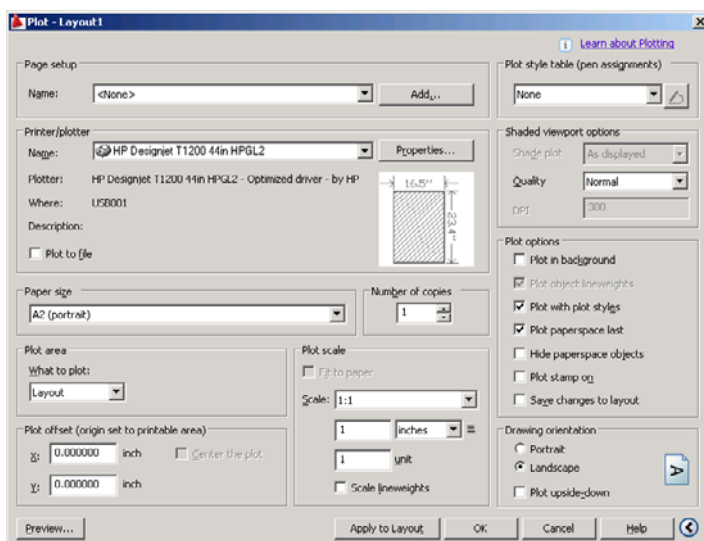 Plot - Layout1
Learn about Plotting
Page setup
Name:
<None>
Add...
Plot style table (pen assignments)
None
Printer/plotter
Name:
HP Designjet T1200 44in HPGL2
Properties...
Plotter:
HP Designjet T1200 44in HPGL2 - Optimized driver - by HP
Where:
USB001
Description:
Plot to file
16.5''
23.4''
Shaded viewport options
Shade plot
As displayed
Quality
Normal
DPI
300
Paper size
A2 (portrait)
Number of copies
1
Plot options
Plot in background
Plot object lineweights
Plot with plot styles
Plot paperspace last
Hide paperspace objects
Plot stamp on
Save changes to layout
Plot area
What to plot:
Layout
Plot scale
Fit to paper
Scale:
1:1
1
inches
=
1
unit
Scale lineweights
Plot offset (origin set to printable area)
X:
0.000000
inch
Center the plot
Y:
0.000000
inch
Drawing orientation
Portrait
Landscape
Plot upside-down
A
Preview...
Apply to Layout
OK
Cancel
Help